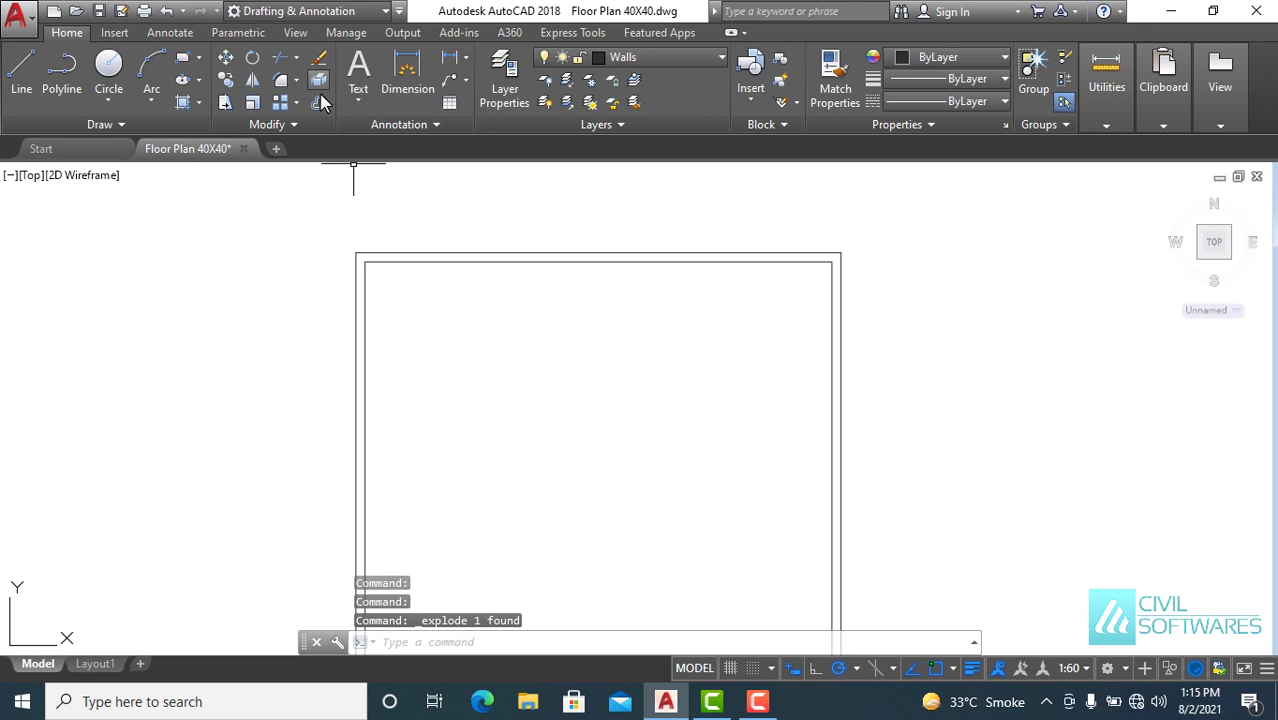 Drafting & Annotation
Autodesk AutoCAD 2018 Floor Plan 40X40.dwg
Type a keyword or phrase
Sign In
Home
Insert
Annotate
Parametric
View
Manage
Output
Add-ins
A360
Express Tools
Featured Apps
Line
Polyline
Circle
Arc
Text
Dimension
Layer
Properties
Walls
Insert
Match
Properties
ByLayer
ByLayer
ByLayer
Group
Utilities
Clipboard
View
Draw
Modify
Annotation
Layers
Block
Properties
Groups
Start
Floor Plan 40X40*
[−][Top][2D Wireframe]
N
W
TOP
E
S
Unnamed
Y
X
Command:
Command:
Command: _explode 1 found
Type a command
CIVIL
SOFTWARES
Model
Layout1
MODEL
1:60
Type here to search
33°C Smoke
1:15 PM
8/2/2021
1